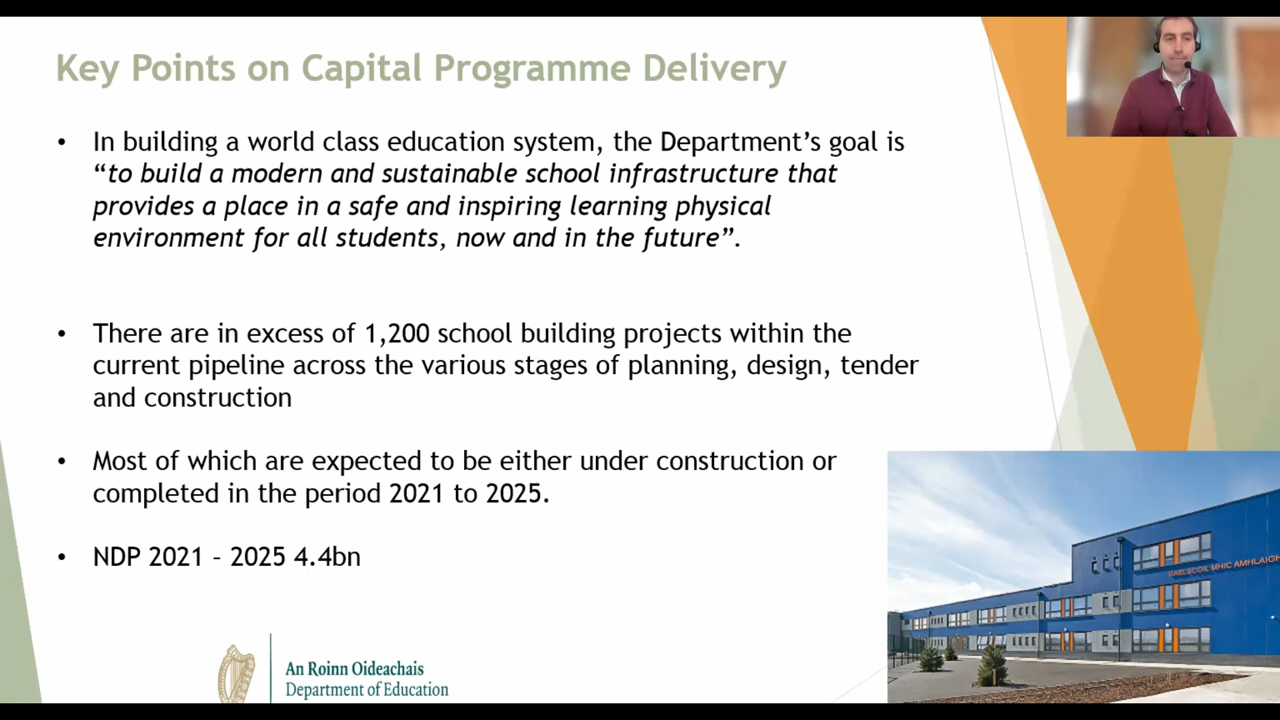 Key Points on Capital Programme Delivery
• In building a world class education system, the Department’s goal is
“to build a modern and sustainable school infrastructure that
provides a place in a safe and inspiring learning physical
environment for all students, now and in the future”.
• There are in excess of 1,200 school building projects within the
current pipeline across the various stages of planning, design, tender
and construction
• Most of which are expected to be either under construction or
completed in the period 2021 to 2025.
• NDP 2021 – 2025 4.4bn
GAELSCOIL MHIC AMHLAIGH
An Roinn Oideachais
Department of Education